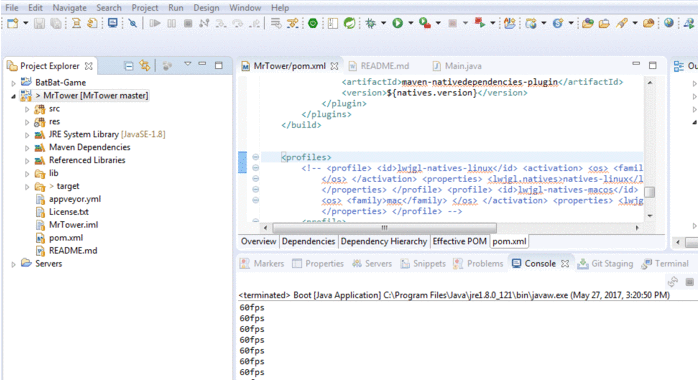 File Edit Navigate Search Project Run Design Window Help
Project Explorer
BatBat-Game
> MrTower [MrTower master]
src
res
JRE System Library [JavaSE-1.8]
Maven Dependencies
Referenced Libraries
lib
> target
appveyor.yml
License.txt
MrTower.iml
pom.xml
README.md
Servers
MrTower/pom.xml README.md Main.java
<artifactId>maven-nativedependencies-plugin</artifactId>
<version>${natives.version}</version>
</plugin>
</plugins>
</build>
<profiles>
<!-- <profile> <id>lwjgl-natives-linux</id> <activation> <os> <famil
</os> </activation> <properties> <lwjgl.natives>natives-linux</l
</properties> </profile> <profile> <id>lwjgl-natives-macos</id>
<os> <family>mac</family> </os> </activation> <properties> <lwjg
</properties> </profile> -->
<profile>
Overview Dependencies Dependency Hierarchy Effective POM pom.xml
Ou
Markers Properties Servers Snippets Problems Console Git Staging Terminal
<terminated> Boot [Java Application] C:\Program Files\Java\jre1.8.0_121\bin\javaw.exe (May 27, 2017, 3:20:50 PM)
60fps
60fps
60fps
60fps
60fps
60fps
60fps